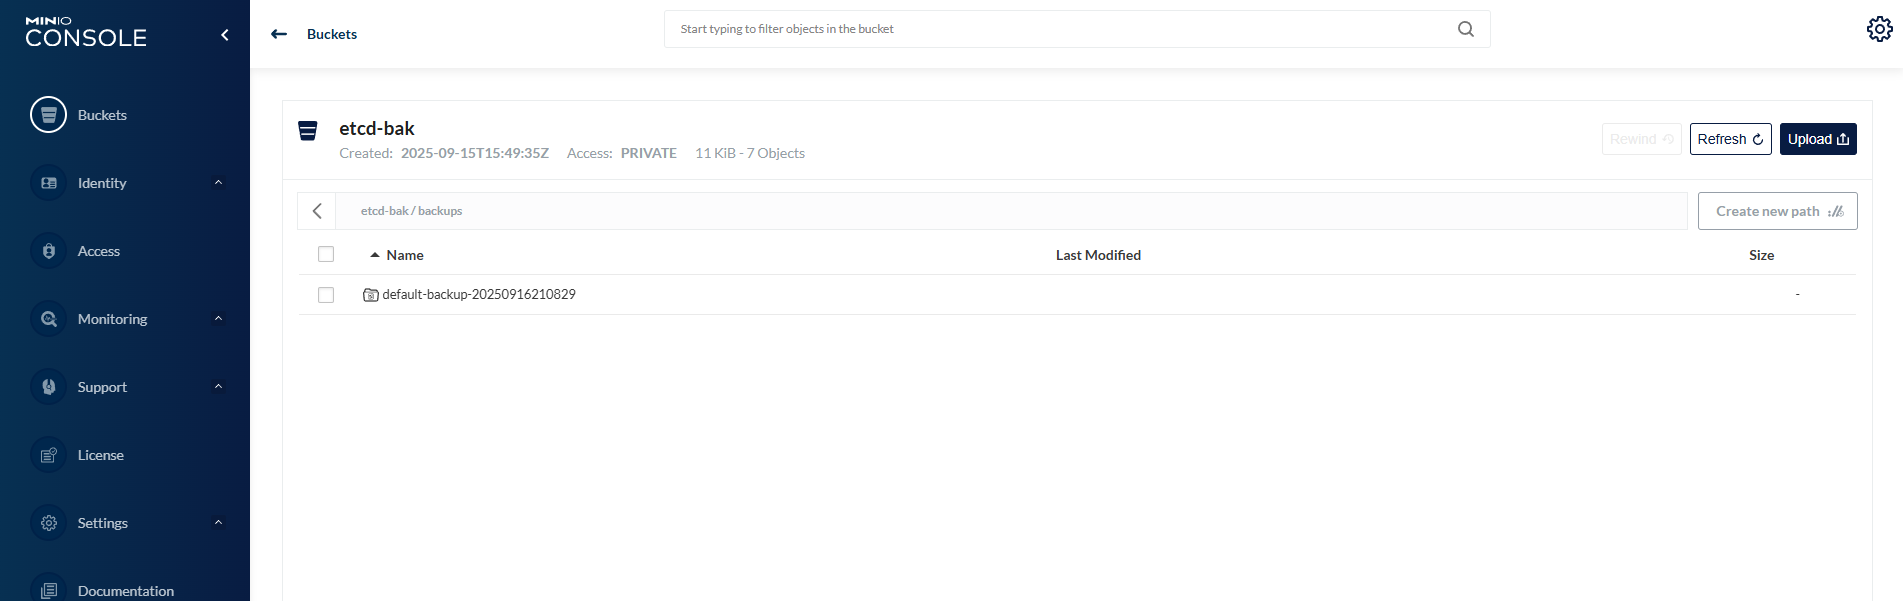 MINIO
CONSOLE
Buckets
Identity
Access
Monitoring
Support
License
Settings
Documentation
Buckets
Start typing to filter objects in the bucket
etcd-bak
Created: 2025-09-15T15:49:35Z Access: PRIVATE 11 KiB - 7 Objects
Rewind
Refresh
Upload
etcd-bak / backups
Create new path
Name Last Modified Size
default-backup-20250916210829 -